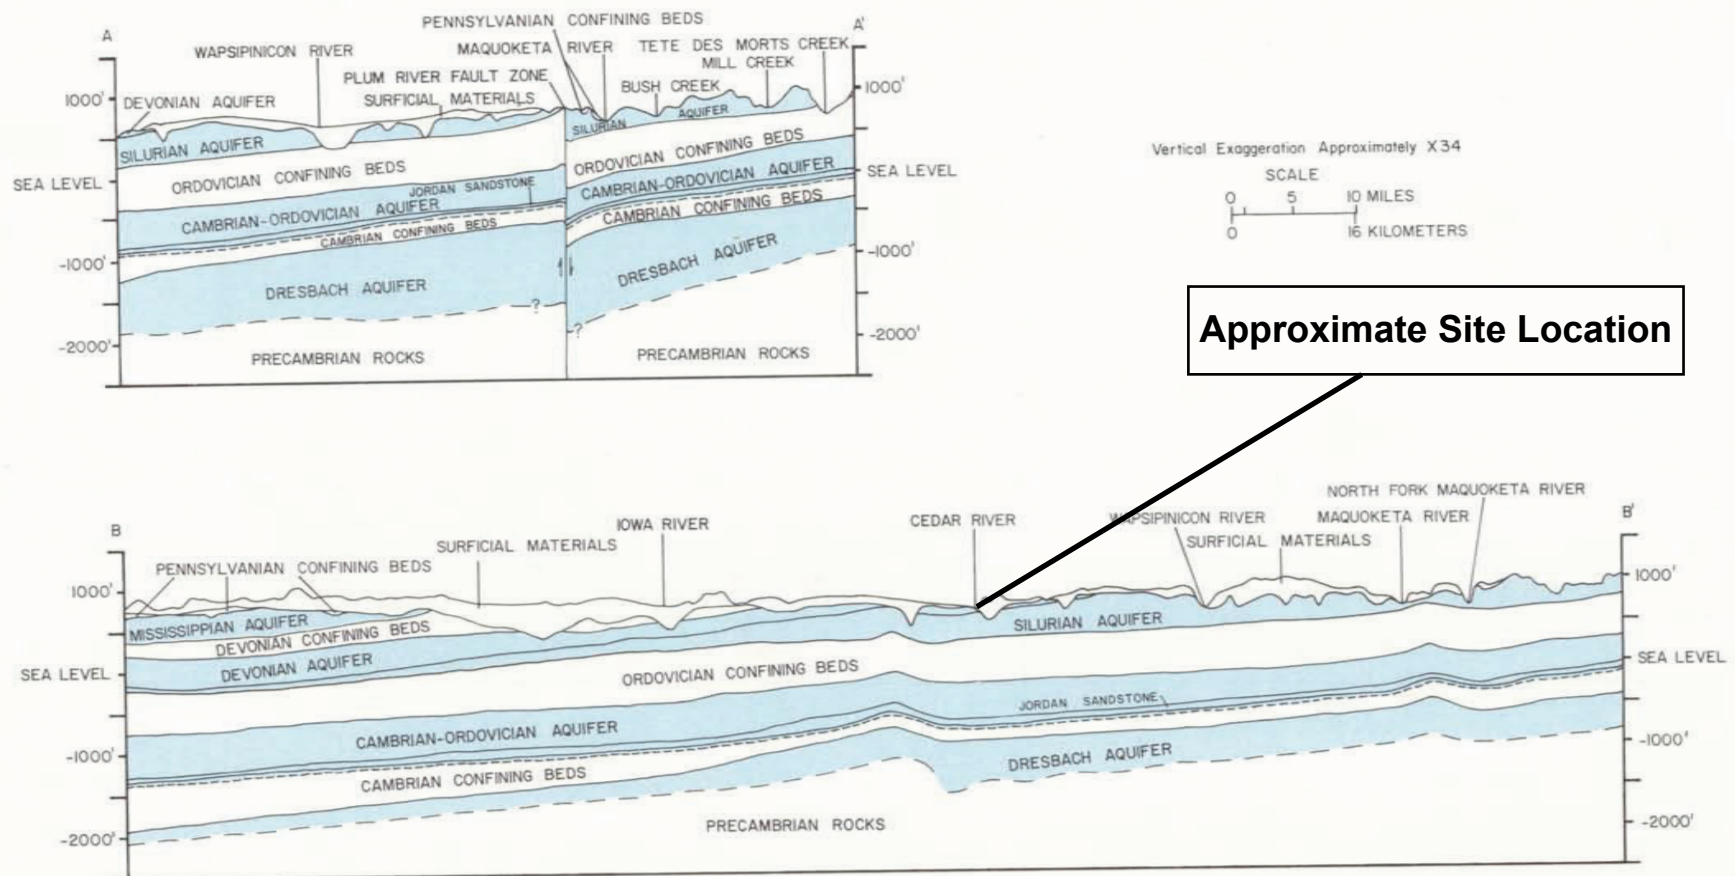 A
PENNSYLVANIAN CONFINING BEDS
A'
WAPSIPINICON RIVER
MAQUOKETA RIVER
TETE DES MORTS CREEK
MILL CREEK
PLUM RIVER FAULT ZONE
BUSH CREEK
1000'
DEVONIAN AQUIFER
SURFICIAL MATERIALS
1000'
SILURIAN AQUIFER
SILURIAN AQUIFER
ORDOVICIAN CONFINING BEDS
ORDOVICIAN CONFINING BEDS
SEA LEVEL
JORDAN SANDSTONE
CAMBRIAN-ORDOVICIAN AQUIFER
SEA LEVEL
CAMBRIAN-ORDOVICIAN AQUIFER
CAMBRIAN CONFINING BEDS
CAMBRIAN CONFINING BEDS
-1000'
DRESBACH AQUIFER
DRESBACH AQUIFER
-1000'
?
?
-2000'
PRECAMBRIAN ROCKS
PRECAMBRIAN ROCKS
-2000'
Vertical Exaggeration Approximately X34
SCALE
0 5 10 MILES
0 16 KILOMETERS
Approximate Site Location
B
IOWA RIVER
CEDAR RIVER
NORTH FORK MAQUOKETA RIVER
WAPSIPINICON RIVER
MAQUOKETA RIVER
B'
SURFICIAL MATERIALS
SURFICIAL MATERIALS
PENNSYLVANIAN CONFINING BEDS
1000'
1000'
MISSISSIPPIAN AQUIFER
SILURIAN AQUIFER
DEVONIAN CONFINING BEDS
SEA LEVEL
DEVONIAN AQUIFER
ORDOVICIAN CONFINING BEDS
SEA LEVEL
JORDAN SANDSTONE
CAMBRIAN-ORDOVICIAN AQUIFER
-1000'
-1000'
CAMBRIAN CONFINING BEDS
DRESBACH AQUIFER
-2000'
PRECAMBRIAN ROCKS
-2000'